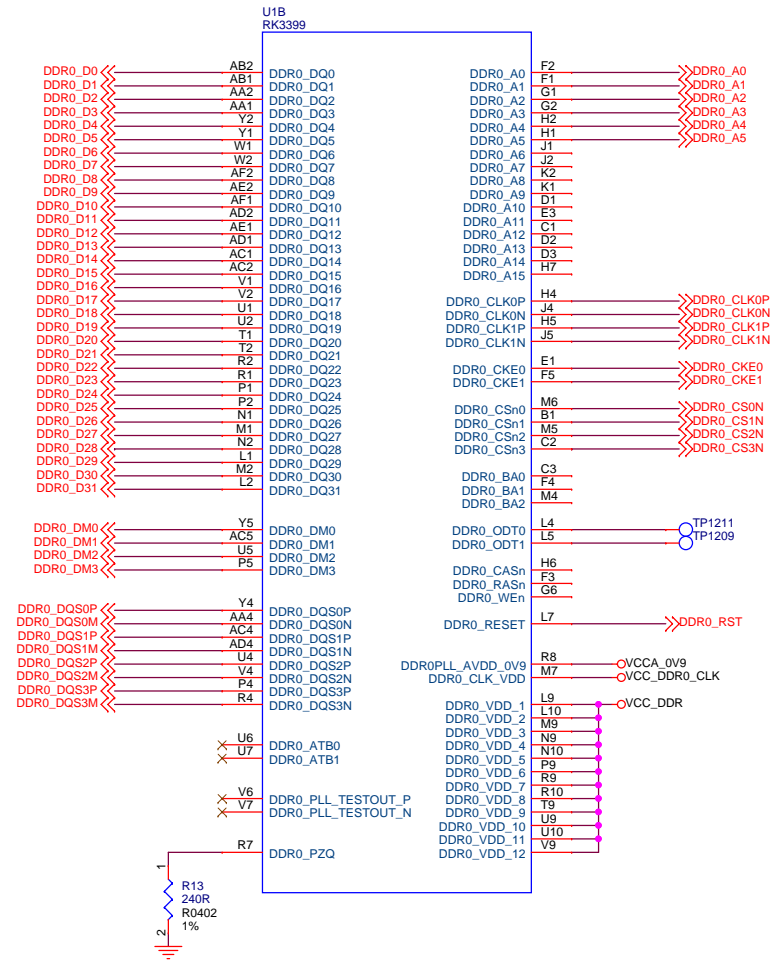 U1B
RK3399
DDR0_D0 AB2 DDR0_DQ0 DDR0_A0 F2 DDR0_A0
DDR0_D1 AB1 DDR0_DQ1 DDR0_A1 F1 DDR0_A1
DDR0_D2 AA2 DDR0_DQ2 DDR0_A2 G1 DDR0_A2
DDR0_D3 AA1 DDR0_DQ3 DDR0_A3 G2 DDR0_A3
DDR0_D4 Y2 DDR0_DQ4 DDR0_A4 H2 DDR0_A4
DDR0_D5 Y1 DDR0_DQ5 DDR0_A5 H1 DDR0_A5
DDR0_D6 W1 DDR0_DQ6 DDR0_A6 J1
DDR0_D7 W2 DDR0_DQ7 DDR0_A7 J2
DDR0_D8 AF2 DDR0_DQ8 DDR0_A8 K2
DDR0_D9 AE2 DDR0_DQ9 DDR0_A9 K1
DDR0_D10 AF1 DDR0_DQ10 DDR0_A10 D1
DDR0_D11 AD2 DDR0_DQ11 DDR0_A11 E3
DDR0_D12 AE1 DDR0_DQ12 DDR0_A12 C1
DDR0_D13 AD1 DDR0_DQ13 DDR0_A13 D2
DDR0_D14 AC1 DDR0_DQ14 DDR0_A14 D3
DDR0_D15 AC2 DDR0_DQ15 DDR0_A15 H7
DDR0_D16 V1 DDR0_DQ16
DDR0_D17 V2 DDR0_DQ17 DDR0_CLK0P H4 DDR0_CLK0P
DDR0_D18 U1 DDR0_DQ18 DDR0_CLK0N J4 DDR0_CLK0N
DDR0_D19 U2 DDR0_DQ19 DDR0_CLK1P H5 DDR0_CLK1P
DDR0_D20 T1 DDR0_DQ20 DDR0_CLK1N J5 DDR0_CLK1N
DDR0_D21 T2 DDR0_DQ21
DDR0_D22 R2 DDR0_DQ22 DDR0_CKE0 E1 DDR0_CKE0
DDR0_D23 R1 DDR0_DQ23 DDR0_CKE1 F5 DDR0_CKE1
DDR0_D24 P1 DDR0_DQ24
DDR0_D25 P2 DDR0_DQ25 DDR0_CSn0 M6 DDR0_CS0N
DDR0_D26 N1 DDR0_DQ26 DDR0_CSn1 B1 DDR0_CS1N
DDR0_D27 M1 DDR0_DQ27 DDR0_CSn2 M5 DDR0_CS2N
DDR0_D28 N2 DDR0_DQ28 DDR0_CSn3 C2 DDR0_CS3N
DDR0_D29 L1 DDR0_DQ29
DDR0_D30 M2 DDR0_DQ30 DDR0_BA0 C3
DDR0_D31 L2 DDR0_DQ31 DDR0_BA1 F4
DDR0_BA2 M4
DDR0_DM0 Y5 DDR0_DM0 DDR0_ODT0 L4 TP1211
DDR0_DM1 AC5 DDR0_DM1 DDR0_ODT1 L5 TP1209
DDR0_DM2 U5 DDR0_DM2
DDR0_DM3 P5 DDR0_DM3 DDR0_CASn H6
DDR0_RASn F3
DDR0_WEn G6
DDR0_DQS0P Y4 DDR0_DQS0P
DDR0_DQS0M AA4 DDR0_DQS0N DDR0_RESET L7 DDR0_RST
DDR0_DQS1P AC4 DDR0_DQS1P
DDR0_DQS1M AD4 DDR0_DQS1N
DDR0_DQS2P U4 DDR0_DQS2P DDR0PLL_AVDD_0V9 R8 VCCA_0V9
DDR0_DQS2M V4 DDR0_DQS2N DDR0_CLK_VDD M7 VCC_DDR0_CLK
DDR0_DQS3P P4 DDR0_DQS3P
DDR0_DQS3M R4 DDR0_DQS3N DDR0_VDD_1 L9 VCC_DDR
DDR0_VDD_2 L10
DDR0_VDD_3 M9
U6 DDR0_ATB0 DDR0_VDD_4 N9
U7 DDR0_ATB1 DDR0_VDD_5 N10
DDR0_VDD_6 P9
DDR0_VDD_7 R9
V6 DDR0_PLL_TESTOUT_P DDR0_VDD_8 R10
V7 DDR0_PLL_TESTOUT_N DDR0_VDD_9 T9
DDR0_VDD_10 U9
DDR0_VDD_11 U10
R7 DDR0_PZQ DDR0_VDD_12 V9
1
R13
240R
R0402
1%
2